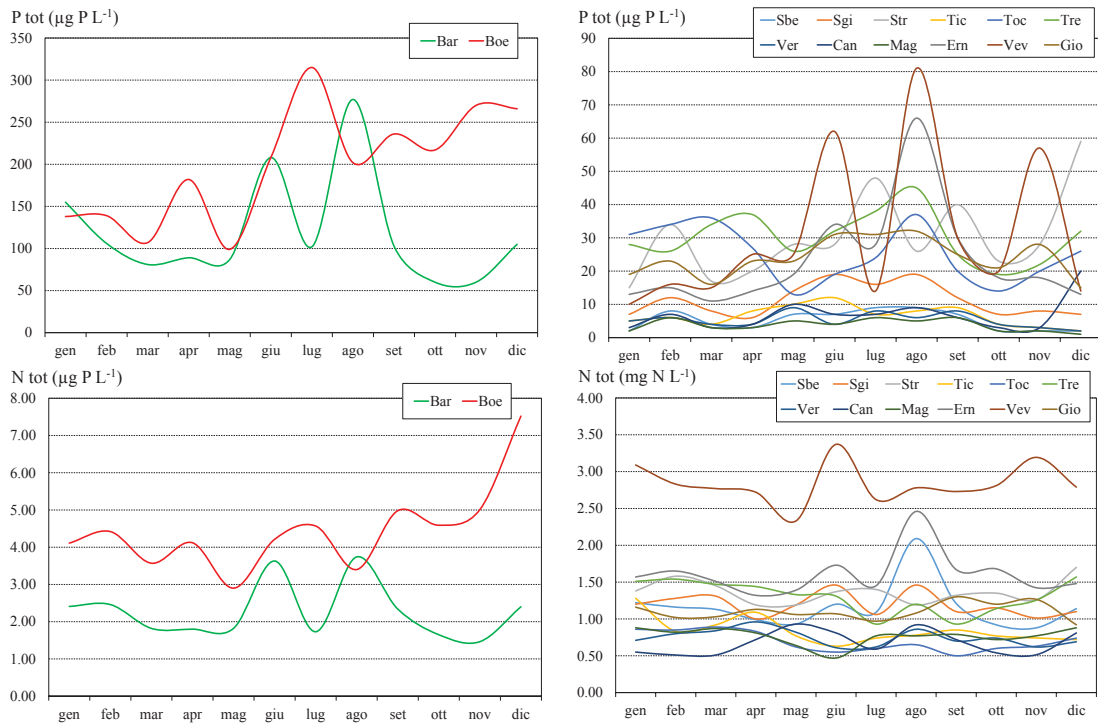 P tot (µg P L-1)
350
300
250
200
150
100
50
0
Bar Boe
gen feb mar apr mag giu lug ago set ott nov dic
P tot (µg P L-1)
90
80
70
60
50
40
30
20
10
0
Sbe Sgi Str Tic Toc Tre
Ver Can Mag Ern Vev Gio
gen feb mar apr mag giu lug ago set ott nov dic
N tot (µg P L-1)
8.00
7.00
6.00
5.00
4.00
3.00
2.00
1.00
0.00
Bar Boe
gen feb mar apr mag giu lug ago set ott nov dic
N tot (mg N L-1)
4.00
3.50
3.00
2.50
2.00
1.50
1.00
0.50
0.00
Sbe Sgi Str Tic Toc Tre
Ver Can Mag Ern Vev Gio
gen feb mar apr mag giu lug ago set ott nov dic